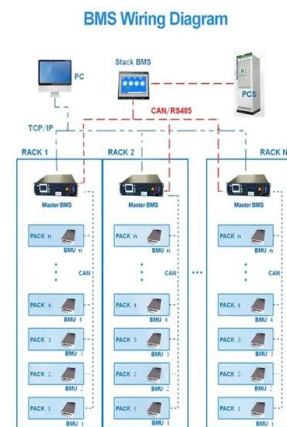 BMS Wiring Diagram
Stack BMS
PC
PCS
CAN/RS485
TCP/IP
RACK 1
RACK 2
RACK N
Master BMS
Master BMS
Master BMS
PACK n
PACK n
PACK n
BMU n
BMU n
BMU n
CAN
CAN
CAN
PACK 4
PACK 4
PACK 4
BMU 4
BMU 4
BMU 4
PACK 3
PACK 3
PACK 3
BMU 3
BMU 3
BMU 3
PACK 2
PACK 2
PACK 2
BMU 2
BMU 2
BMU 2
PACK 1
PACK 1
PACK 1
BMU 1
BMU 1
BMU 1